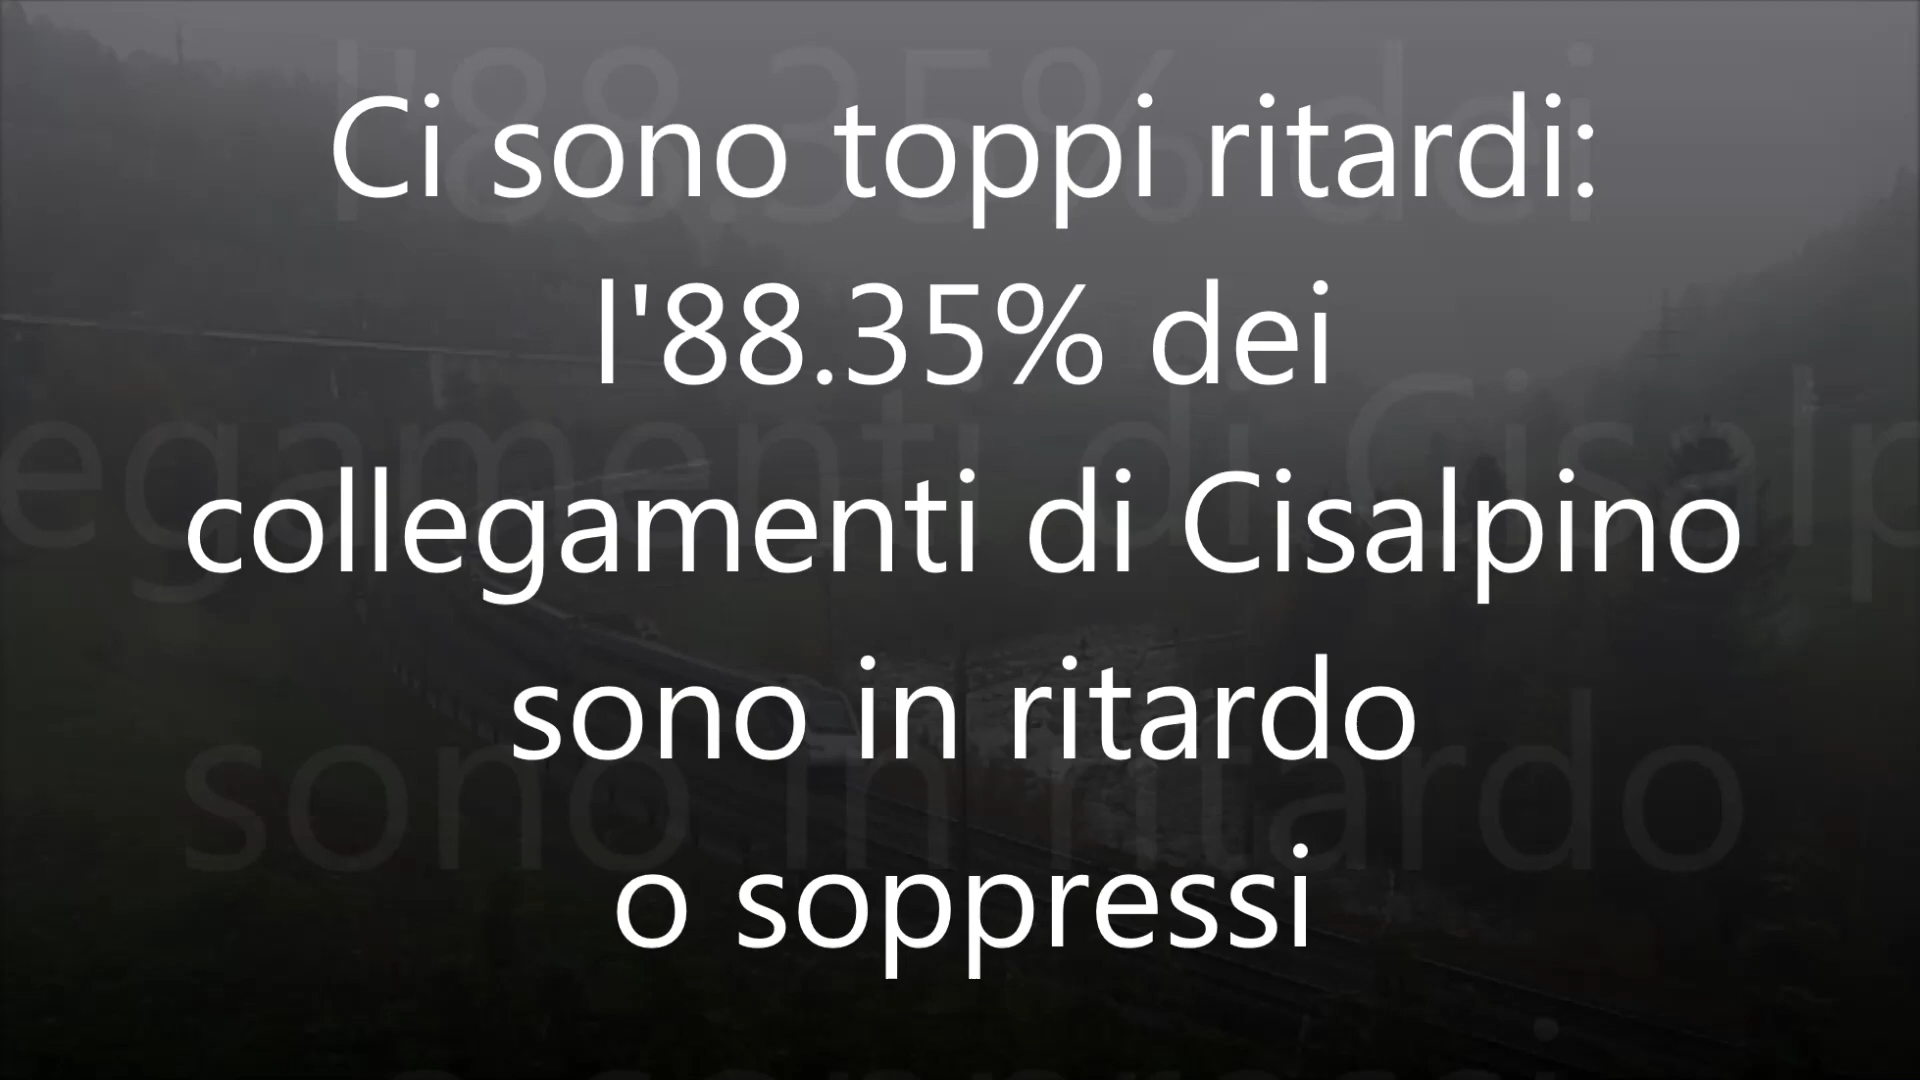 Ci sono toppi ritardi:
l'88.35% dei
collegamenti di Cisalpino
sono in ritardo
o soppressi